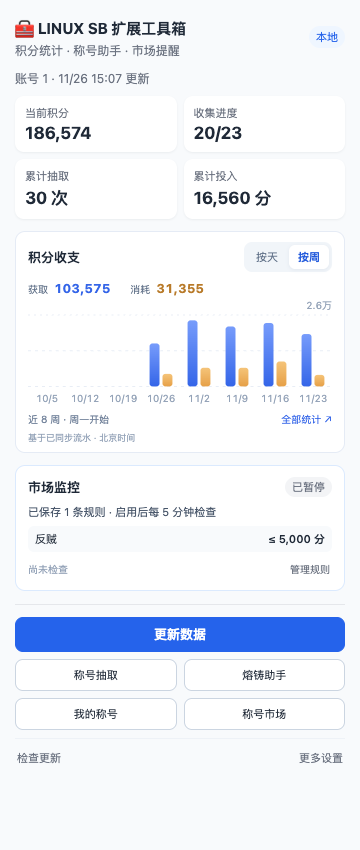 🧰 LINUX SB 扩展工具箱
积分统计 · 称号助手 · 市场提醒
本地
账号 1 · 11/26 15:07 更新
当前积分
186,574
收集进度
20/23
累计抽取
30 次
累计投入
16,560 分
积分收支
按天 按周
获取 103,575 消耗 31,355
2.6万
10/5 10/12 10/19 10/26 11/2 11/9 11/16 11/23
近 8 周 · 周一开始
全部统计 ↗
基于已同步流水 · 北京时间
市场监控
已暂停
已保存 1 条规则 · 启用后每 5 分钟检查
反贼 ≤ 5,000 分
尚未检查 管理规则
更新数据
称号抽取 熔铸助手
我的称号 称号市场
检查更新 更多设置